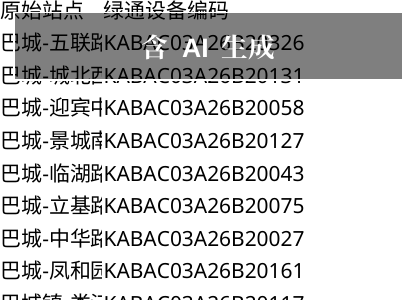 原始站点 绿通设备编码
含 AI 生成
巴城-五联路KABAC03A26B20326
巴城-城北西KABAC03A26B20131
巴城-迎宾中KABAC03A26B20058
巴城-景城南KABAC03A26B20127
巴城-临湖路KABAC03A26B20043
巴城-立基路KABAC03A26B20075
巴城-中华路KABAC03A26B20027
巴城-凤和园KABAC03A26B20161